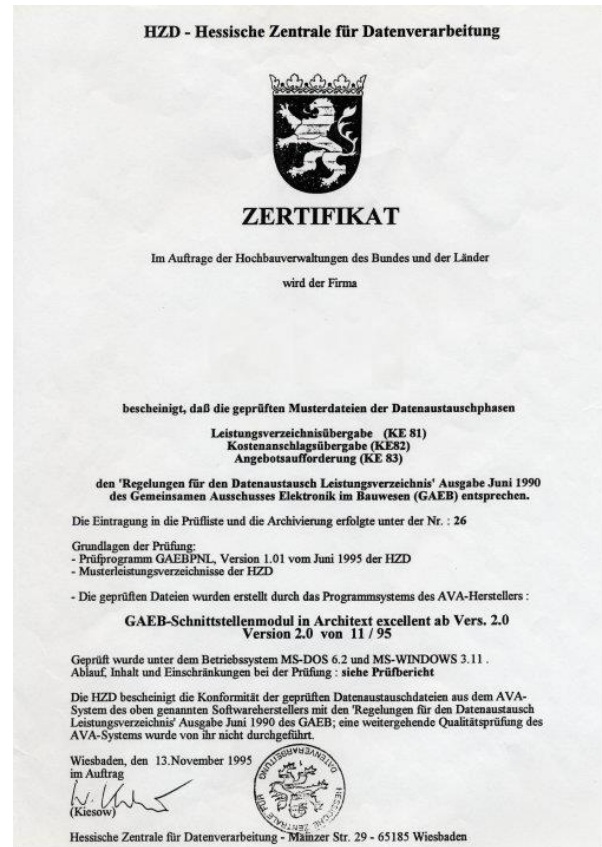 HZD - Hessische Zentrale für Datenverarbeitung
ZERTIFIKAT
Im Auftrage der Hochbauverwaltungen des Bundes und der Länder
wird der Firma
bescheinigt, daß die geprüften Musterdateien der Datenaustauschphasen
Leistungsverzeichnisübergabe (KE 81)
Kostenanschlagsübergabe (KE82)
Angebotsaufforderung (KE 83)
den 'Regelungen für den Datenaustausch Leistungsverzeichnis' Ausgabe Juni 1990
des Gemeinsamen Ausschusses Elektronik im Bauwesen (GAEB) entsprechen.
Die Eintragung in die Prüfliste und die Archivierung erfolgte unter der Nr. : 26
Grundlagen der Prüfung:
- Prüfprogramm GAEBPNL, Version 1.01 vom Juni 1995 der HZD
- Musterleistungsverzeichnisse der HZD
- Die geprüften Dateien wurden erstellt durch das Programmsystems des AVA-Herstellers :
GAEB-Schnittstellenmodul in Architext excellent ab Vers. 2.0
Version 2.0 von 11 / 95
Geprüft wurde unter dem Betriebssystem MS-DOS 6.2 und MS-WINDOWS 3.11 .
Ablauf, Inhalt und Einschränkungen bei der Prüfung : siehe Prüfbericht
Die HZD bescheinigt die Konformität der geprüften Datenaustauschdateien aus dem AVA-
System des oben genannten Softwareherstellers mit den 'Regelungen für den Datenaustausch
Leistungsverzeichnis' Ausgabe Juni 1990 des GAEB; eine weitergehende Qualitätsprüfung des
AVA-Systems wurde von ihr nicht durchgeführt.
Wiesbaden, den 13.November 1995
im Auftrag
(Kiesow)
HESSISCHE ZENTRALE FÜR DATENVERARBEITUNG
Hessische Zentrale für Datenverarbeitung - Mainzer Str. 29 - 65185 Wiesbaden